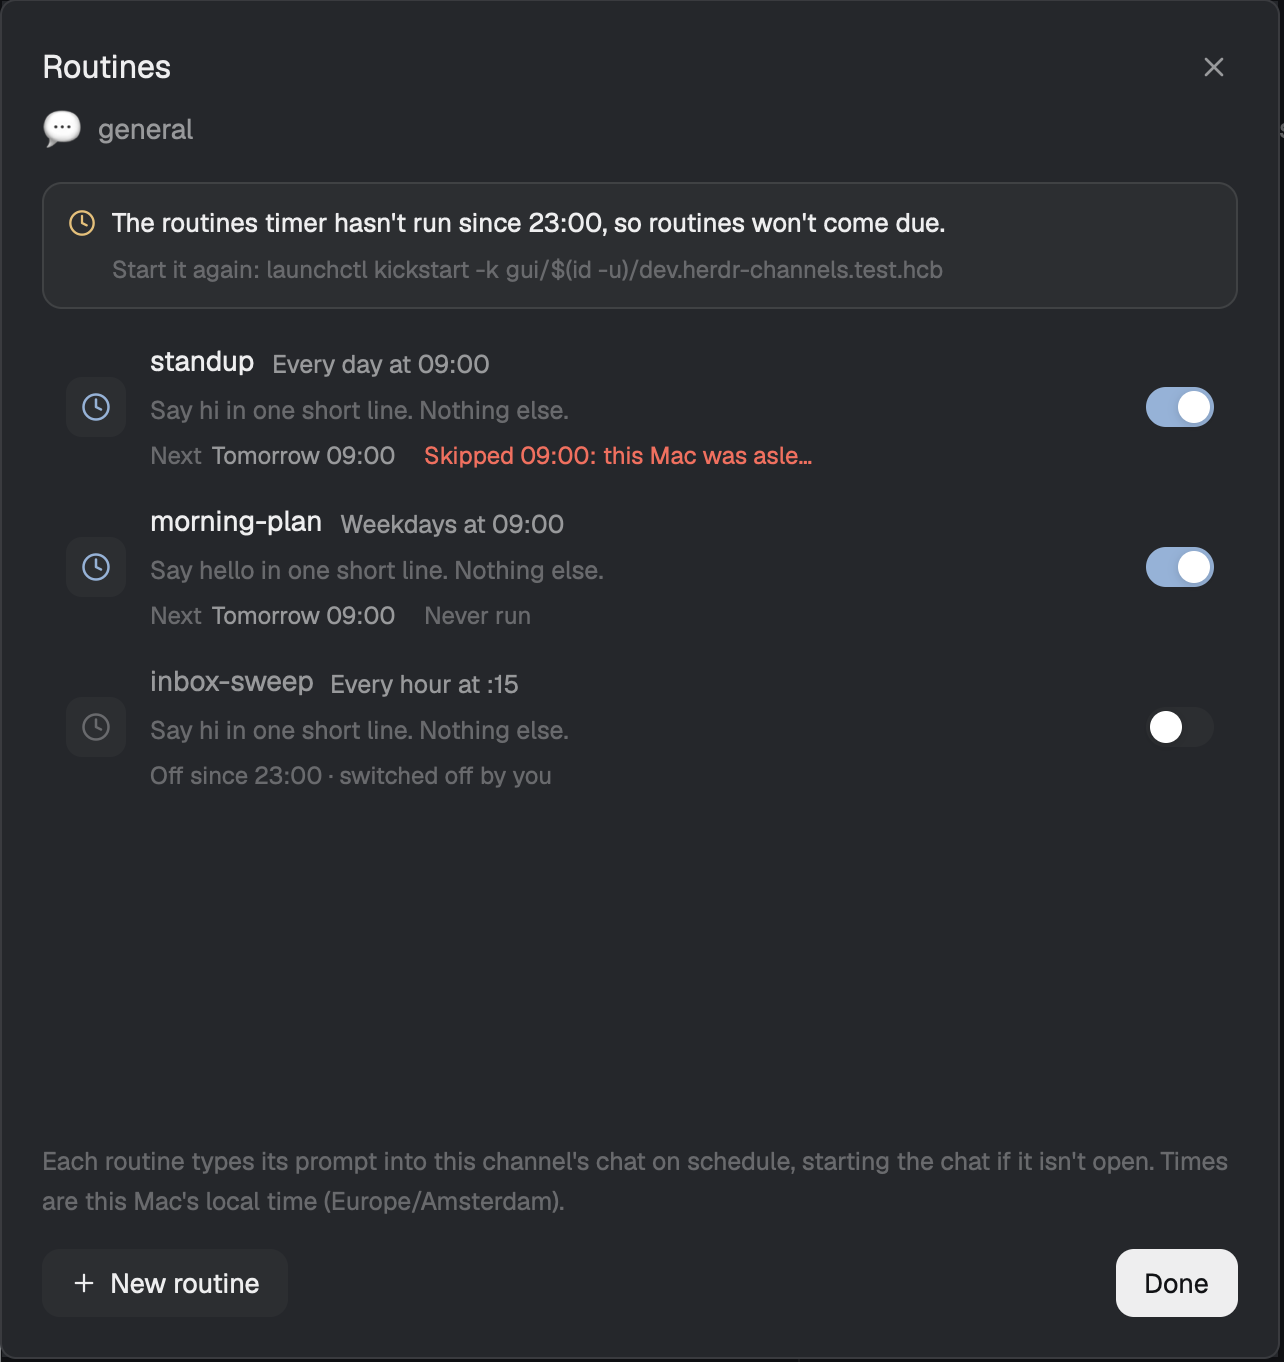 Routines
general
The routines timer hasn't run since 23:00, so routines won't come due.
Start it again: launchctl kickstart -k gui/$(id -u)/dev.herdr-channels.test.hcb
standup Every day at 09:00
Say hi in one short line. Nothing else.
Next Tomorrow 09:00 Skipped 09:00: this Mac was asle…
morning-plan Weekdays at 09:00
Say hello in one short line. Nothing else.
Next Tomorrow 09:00 Never run
inbox-sweep Every hour at :15
Say hi in one short line. Nothing else.
Off since 23:00 · switched off by you
Each routine types its prompt into this channel's chat on schedule, starting the chat if it isn't open. Times
are this Mac's local time (Europe/Amsterdam).
+ New routine
Done